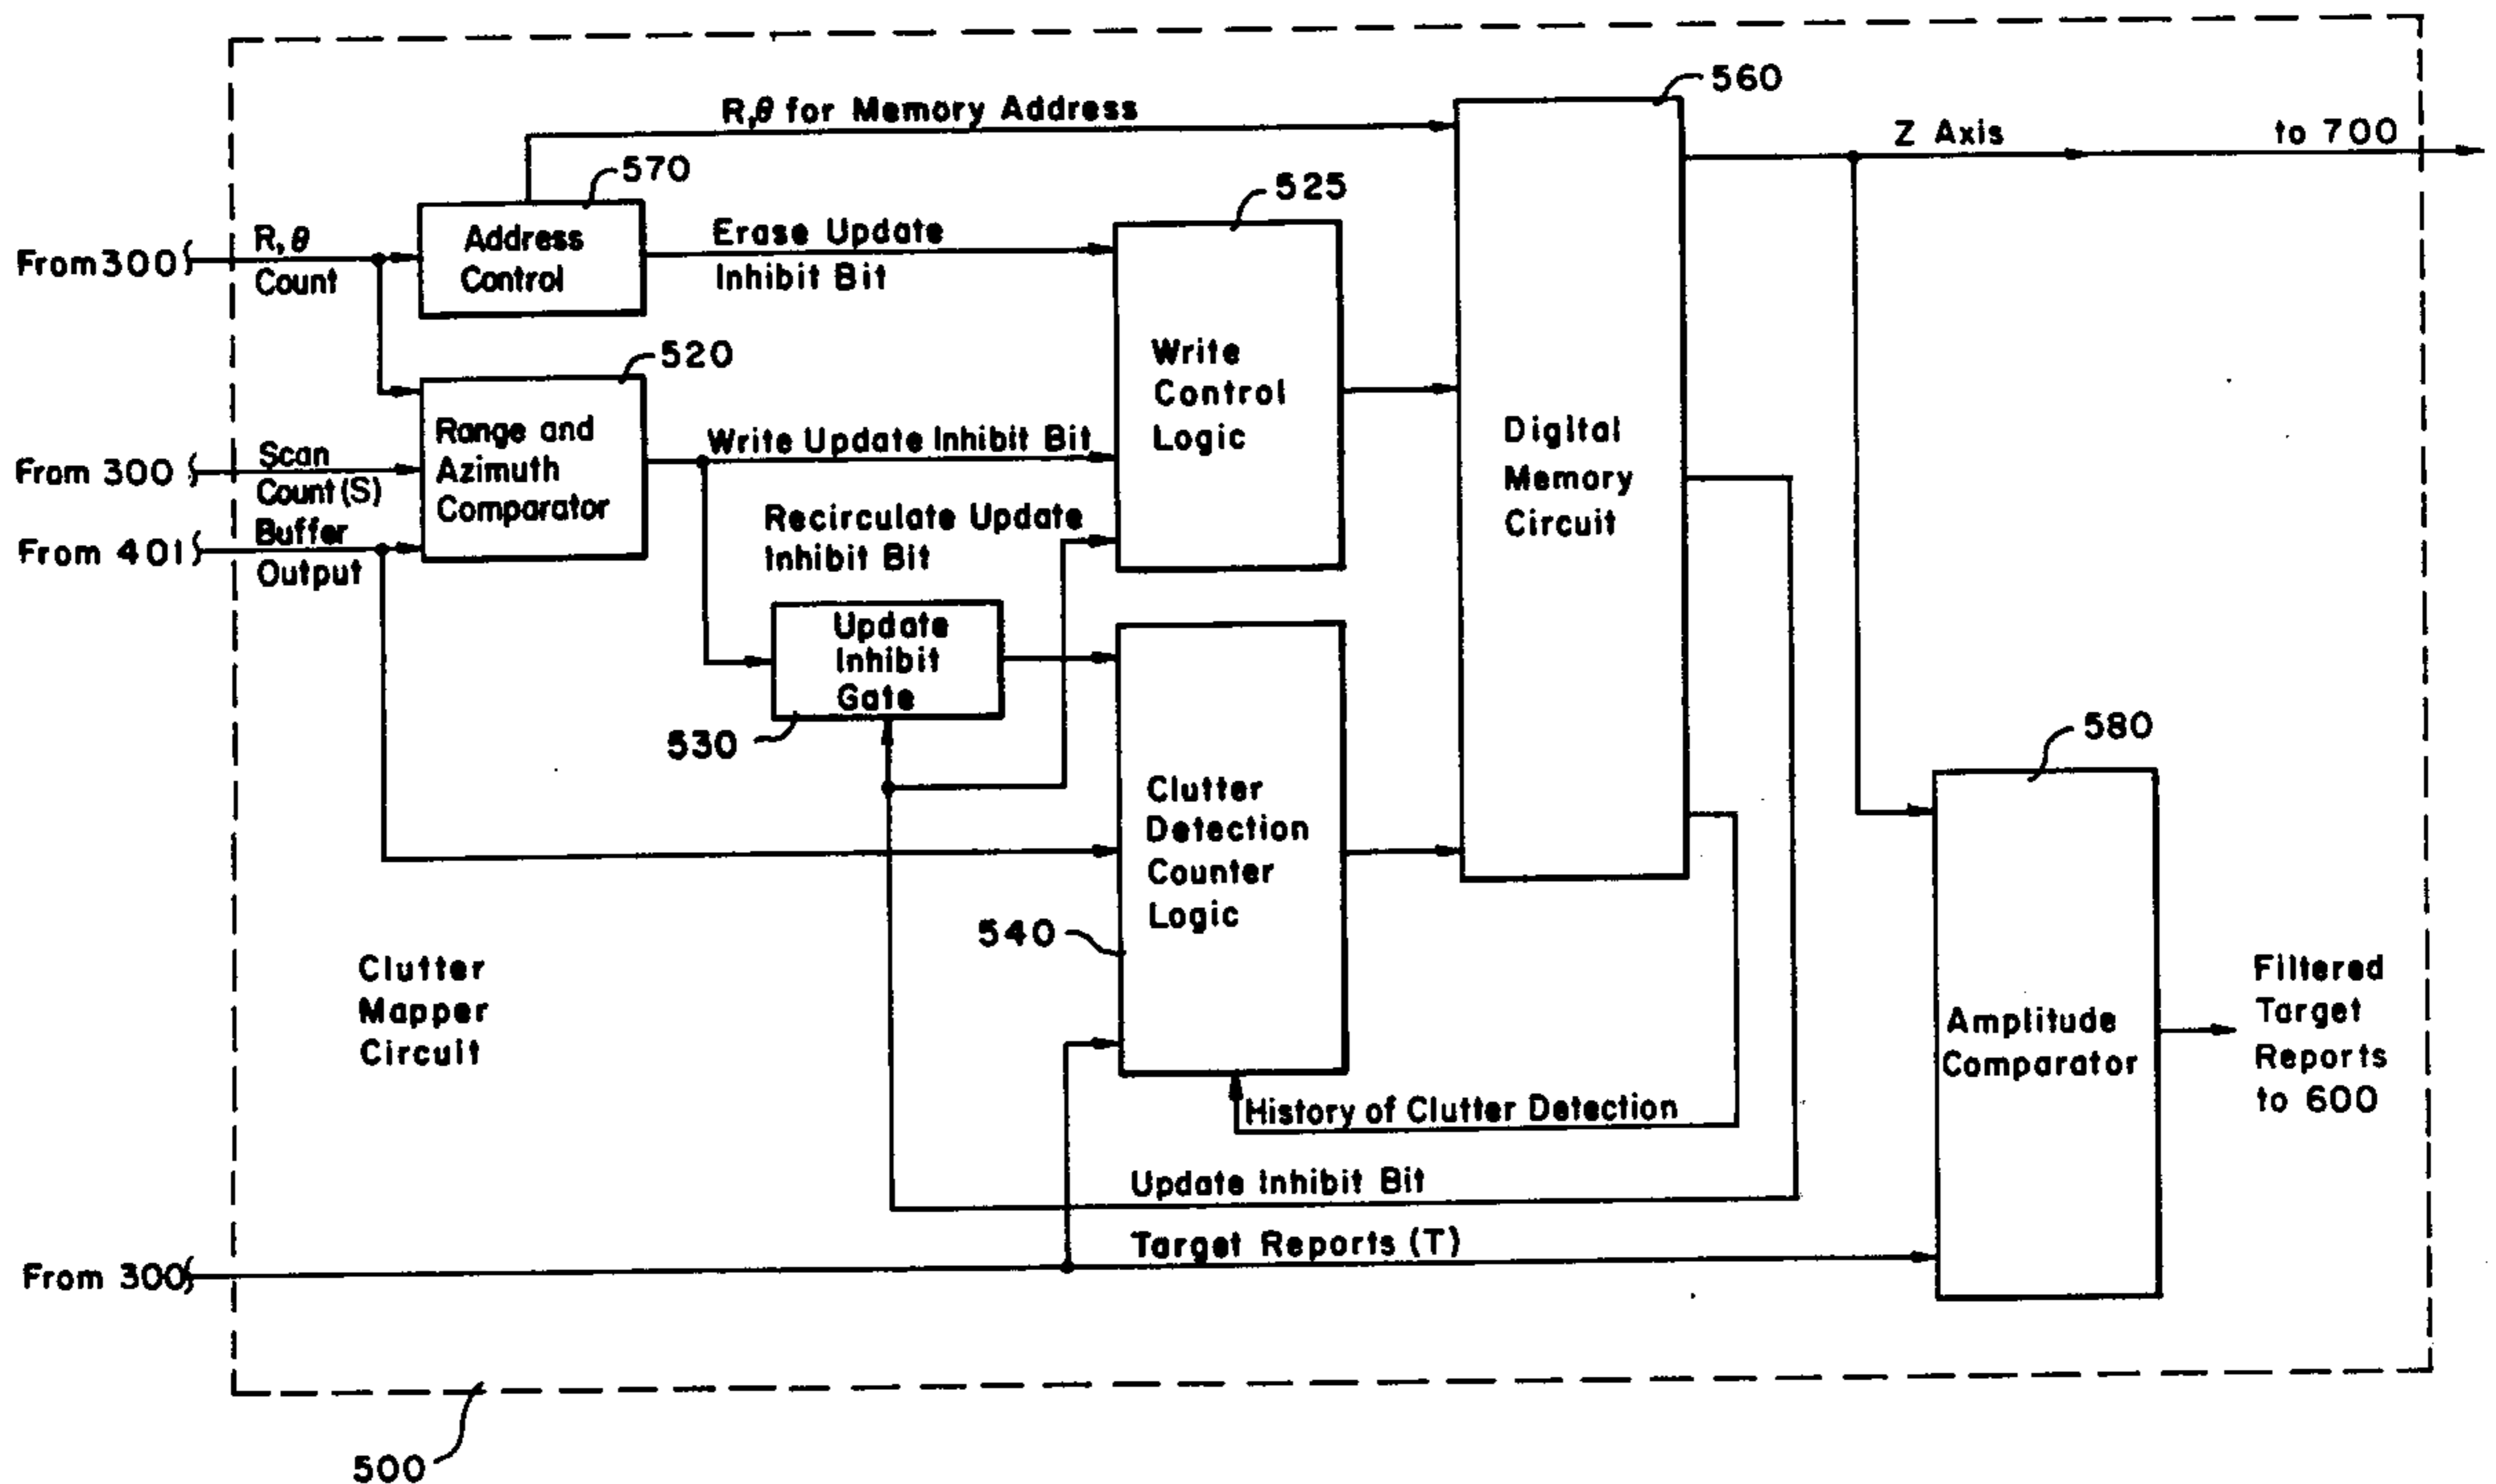 560
R,θ for Memory Address
Z Axis
to 700
570
525
From 300
R,θ
Count
Address
Control
Erase Update
Inhibit Bit
520
Write
Control
Logic
From 300
Scan
Count (S)
Range and
Azimuth
Comparator
Write Update Inhibit Bit
Digital
Memory
Circuit
From 401
Buffer
Output
Recirculate Update
Inhibit Bit
Update
Inhibit
Gate
530
580
Clutter
Detection
Counter
Logic
540
Clutter
Mapper
Circuit
Amplitude
Comparator
Filtered
Target
Reports
to 600
History of Clutter Detection
Update Inhibit Bit
Target Reports (T)
From 300
500